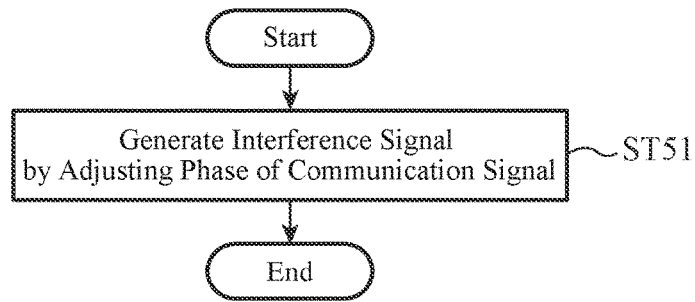 Start
Generate Interference Signal
by Adjusting Phase of Communication Signal
ST51
End